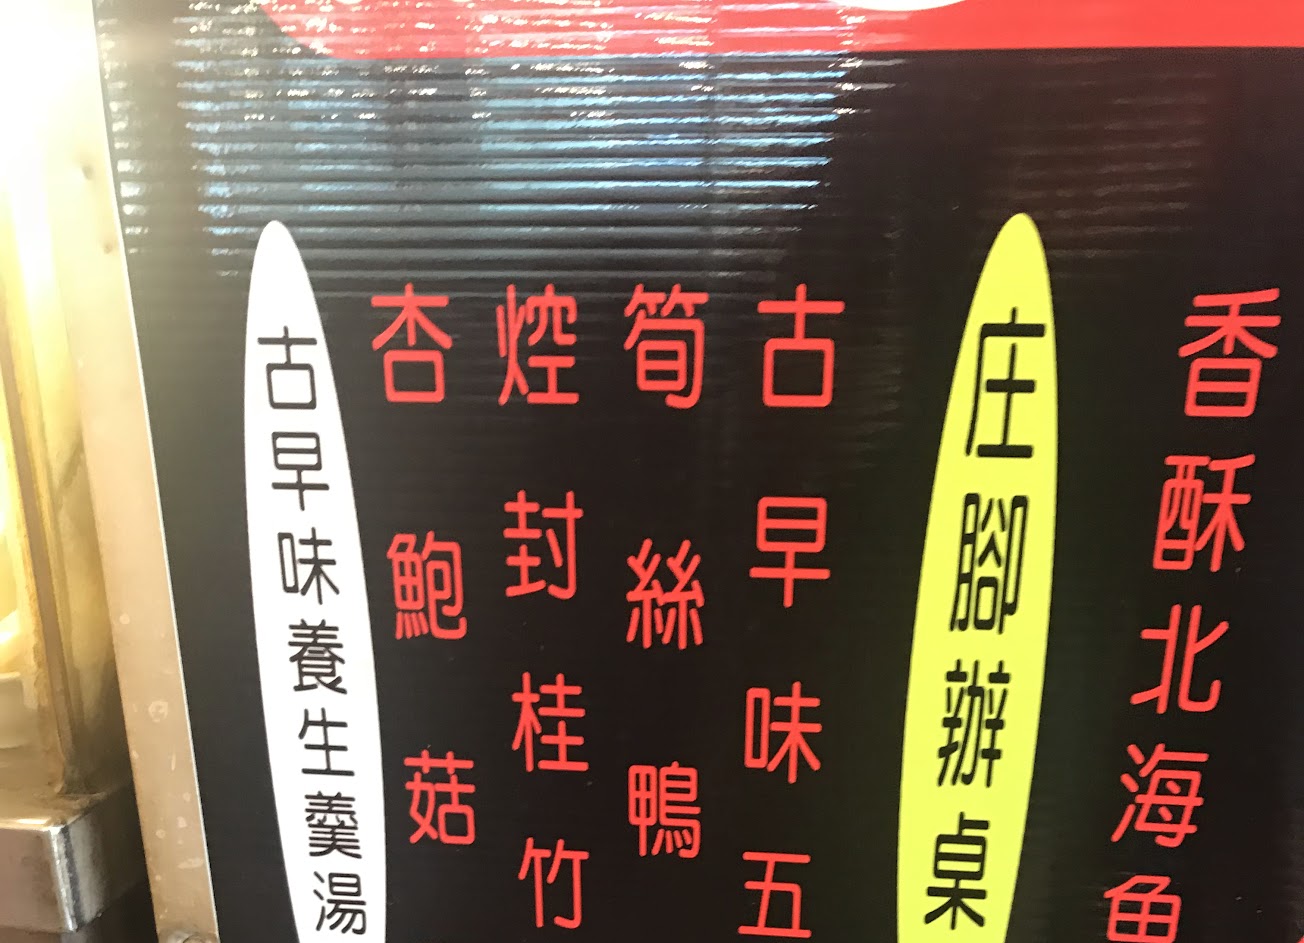 香酥北海魚
庄腳辦桌
古早味五
筍絲鴨
焢封桂竹
杏鮑菇
古早味養生羹湯